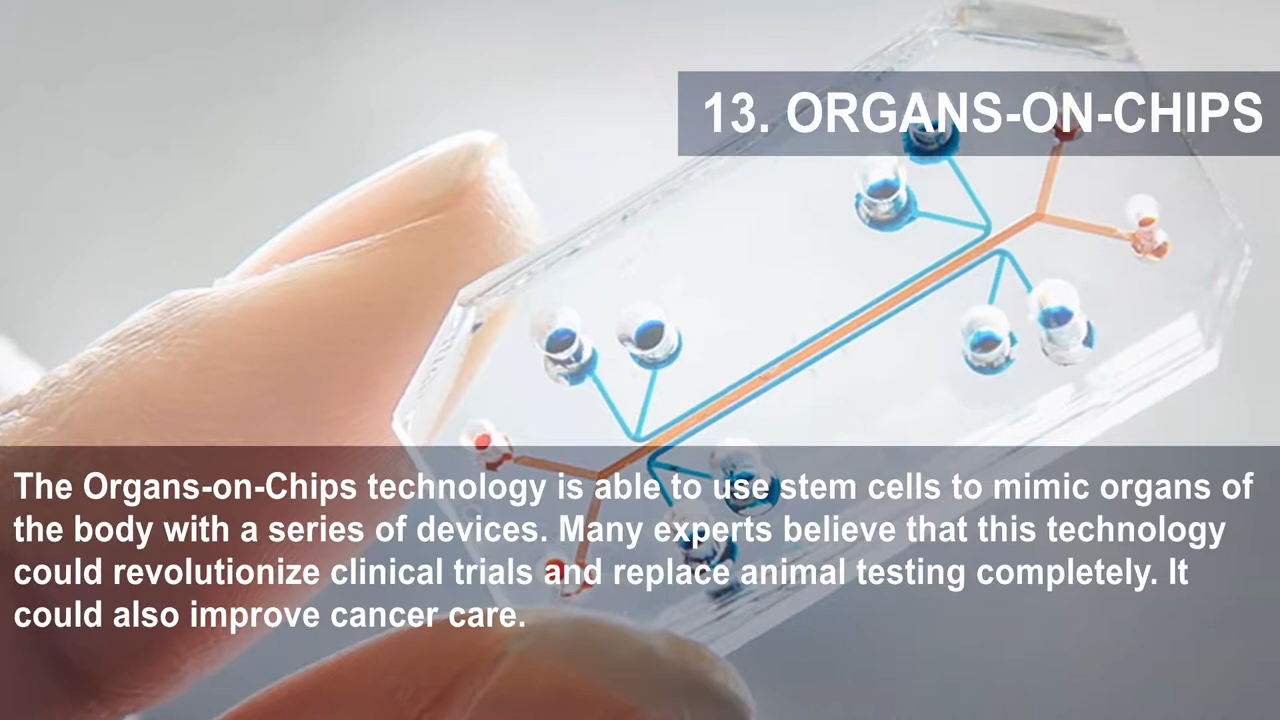 13. ORGANS-ON-CHIPS
The Organs-on-Chips technology is able to use stem cells to mimic organs of
the body with a series of devices. Many experts believe that this technology
could revolutionize clinical trials and replace animal testing completely. It
could also improve cancer care.